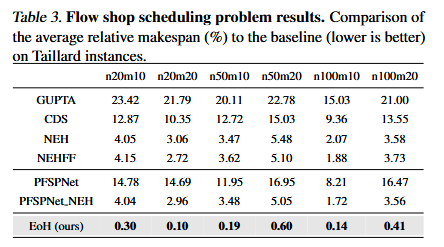 Table 3. Flow shop scheduling problem results. Comparison of
the average relative makespan (%) to the baseline (lower is better)
on Taillard instances.
n20m10 n20m20 n50m10 n50m20 n100m10 n100m20
GUPTA 23.42 21.79 20.11 22.78 15.03 21.00
CDS 12.87 10.35 12.72 15.03 9.36 13.55
NEH 4.05 3.06 3.47 5.48 2.07 3.58
NEHFF 4.15 2.72 3.62 5.10 1.88 3.73
PFSPNet 14.78 14.69 11.95 16.95 8.21 16.47
PFSPNet_NEH 4.04 2.96 3.48 5.05 1.72 3.56
EoH (ours) 0.30 0.10 0.19 0.60 0.14 0.41